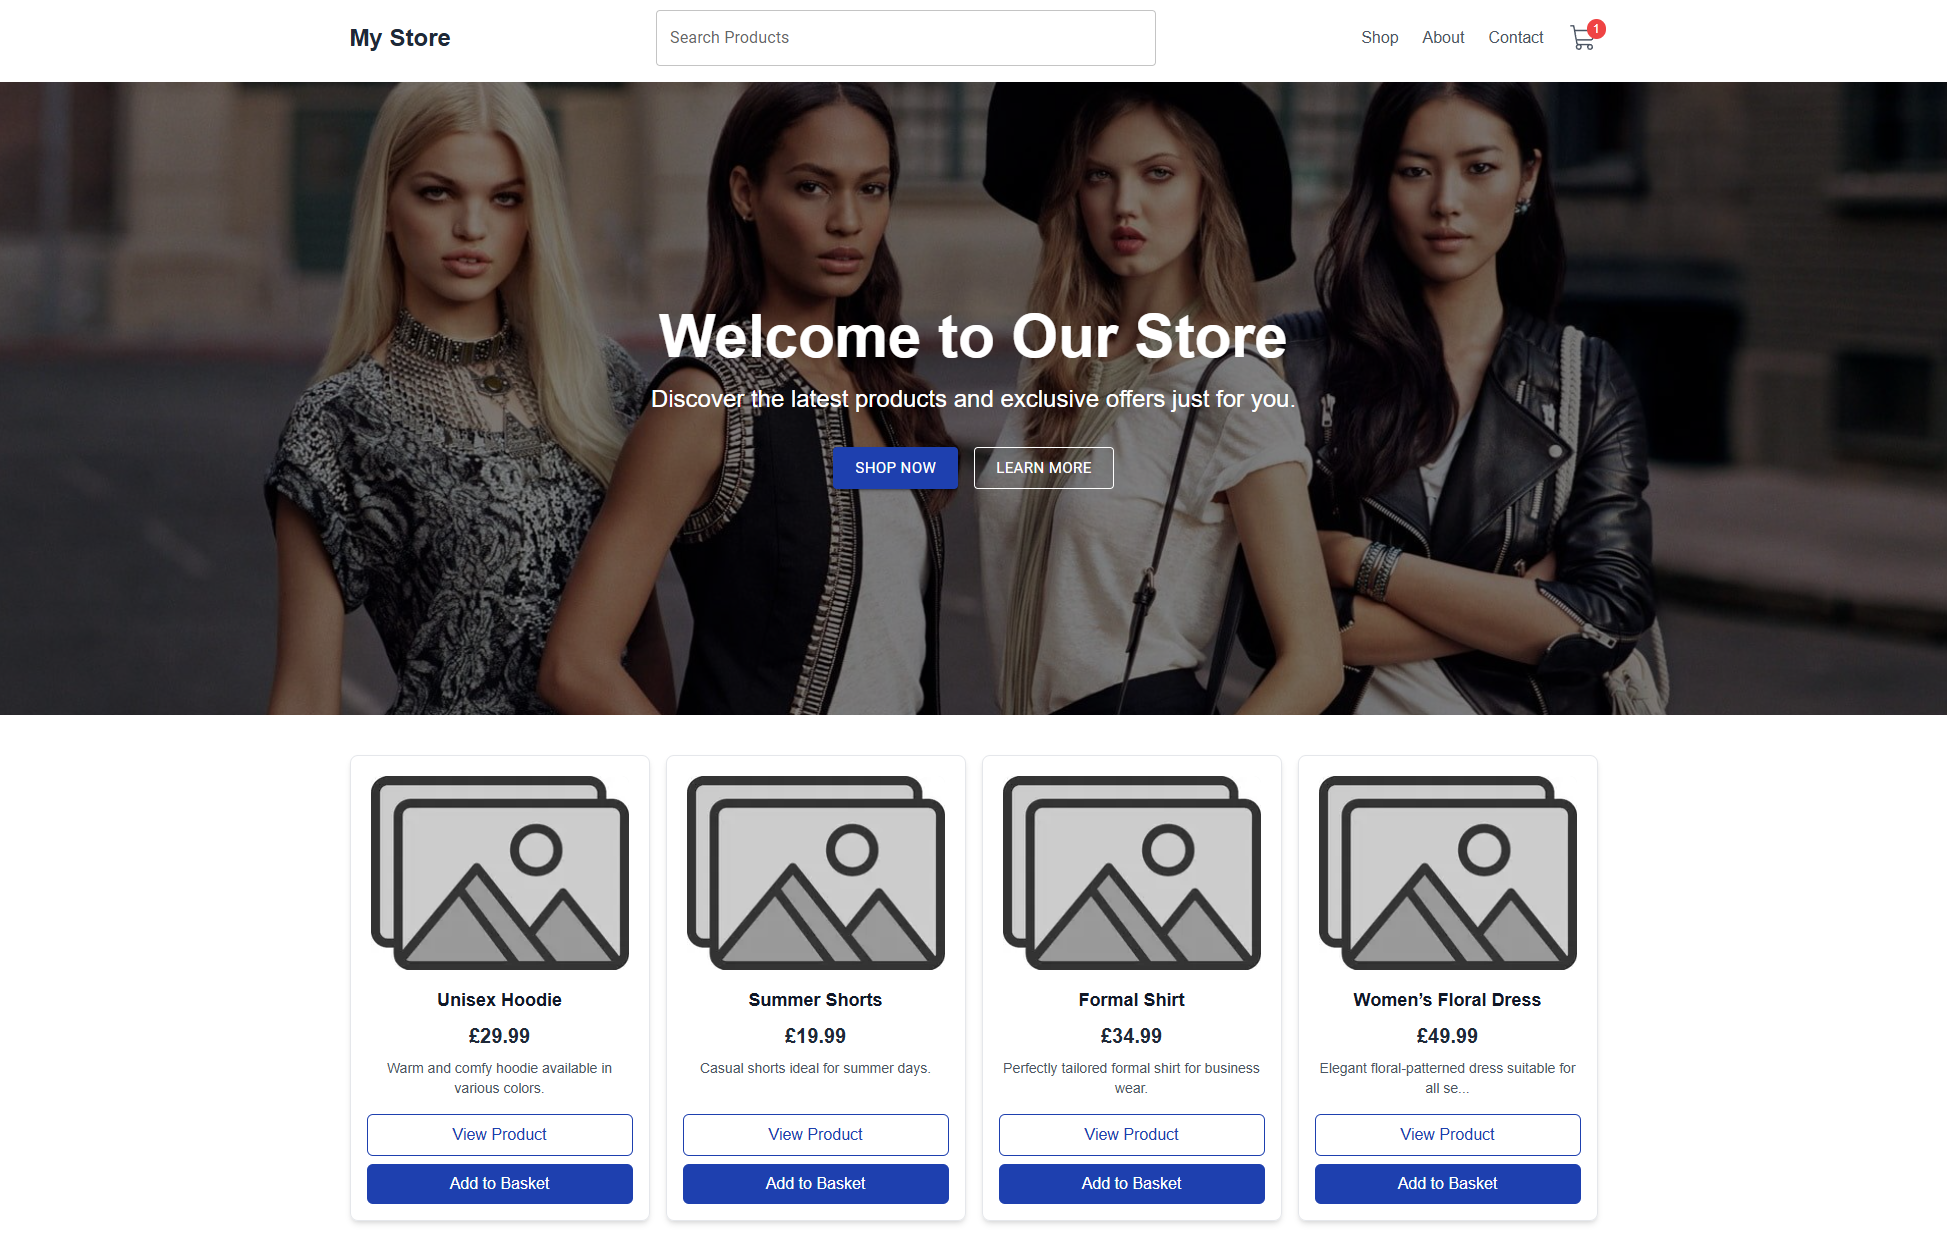 My Store
Search Products
Shop
About
Contact
1
Welcome to Our Store
Discover the latest products and exclusive offers just for you.
SHOP NOW
LEARN MORE
Unisex Hoodie
£29.99
Warm and comfy hoodie available in
various colors.
View Product
Add to Basket
Summer Shorts
£19.99
Casual shorts ideal for summer days.
View Product
Add to Basket
Formal Shirt
£34.99
Perfectly tailored formal shirt for business
wear.
View Product
Add to Basket
Women’s Floral Dress
£49.99
Elegant floral-patterned dress suitable for
all se...
View Product
Add to Basket